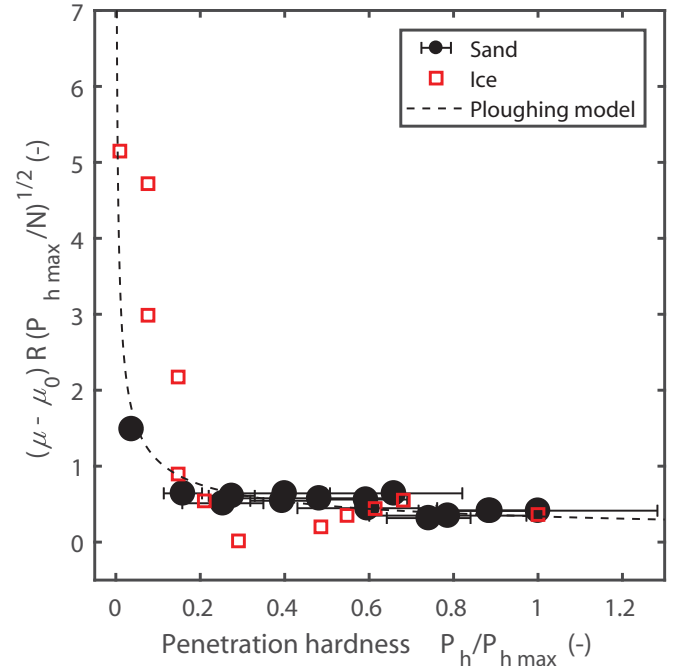 7
6
5
4
3
2
1
0
(μ - μ0) R (Ph max/N)1/2 (-)
Sand
Ice
Ploughing model
0 0.2 0.4 0.6 0.8 1 1.2
Penetration hardness Ph/Ph max (-)